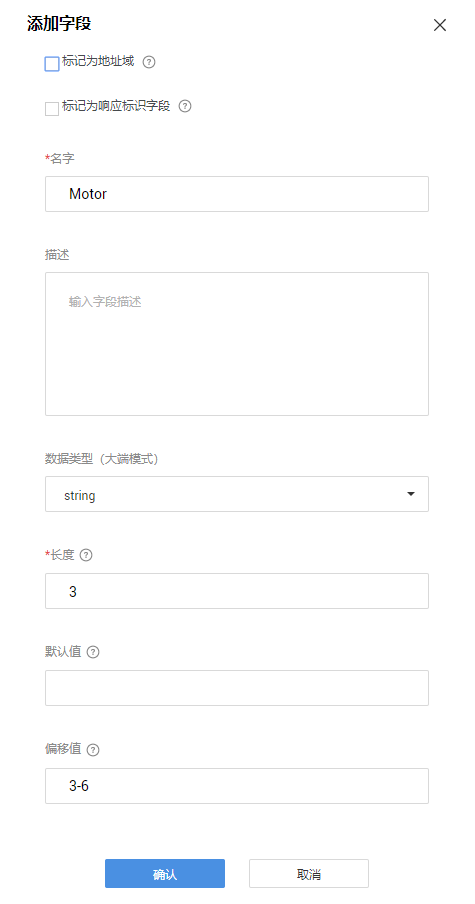 添加字段
标记为地址域
标记为响应标识字段
*名字
Motor
描述
输入字段描述
数据类型（大端模式）
string
*长度
3
默认值
偏移值
3-6
确认 取消